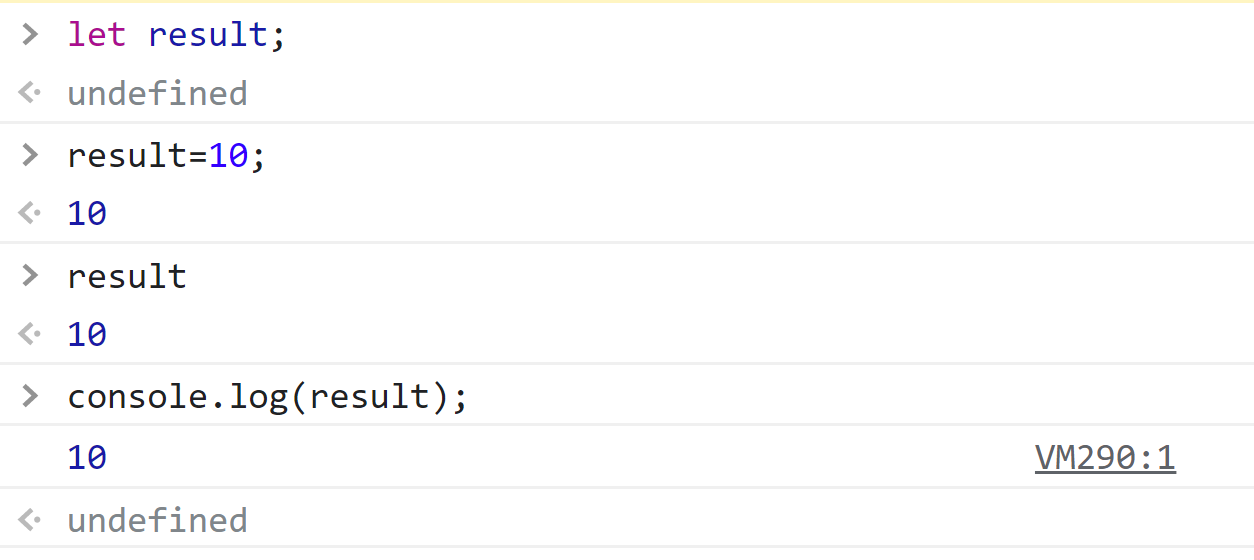 > let result;
<· undefined
> result=10;
<· 10
> result
<· 10
> console.log(result);
10 VM290:1
<· undefined